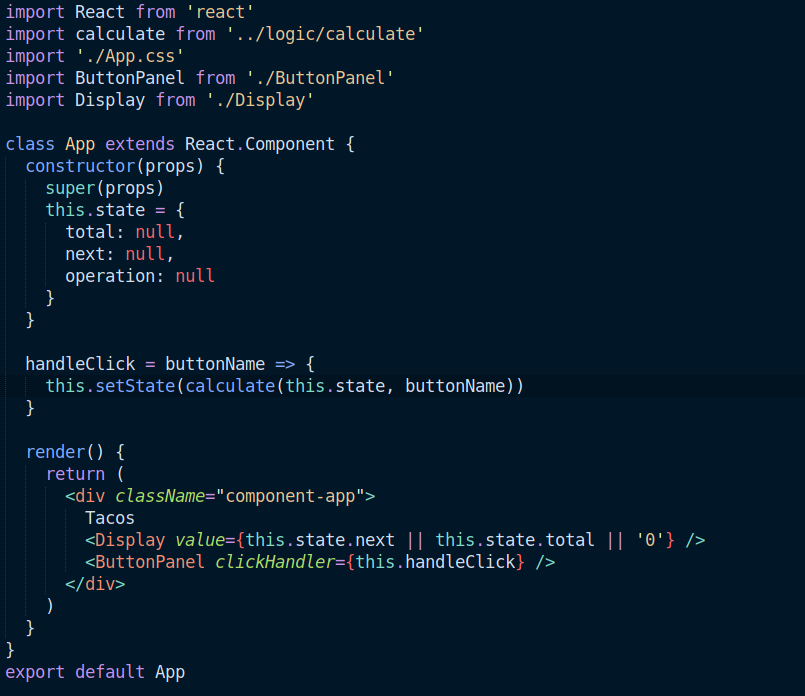 import React from 'react'
import calculate from '../logic/calculate'
import './App.css'
import ButtonPanel from './ButtonPanel'
import Display from './Display'

class App extends React.Component {
  constructor(props) {
    super(props)
    this.state = {
      total: null,
      next: null,
      operation: null
    }
  }

  handleClick = buttonName => {
    this.setState(calculate(this.state, buttonName))
  }

  render() {
    return (
      <div className="component-app">
        Tacos
        <Display value={this.state.next || this.state.total || '0'} />
        <ButtonPanel clickHandler={this.handleClick} />
      </div>
    )
  }
}
export default App